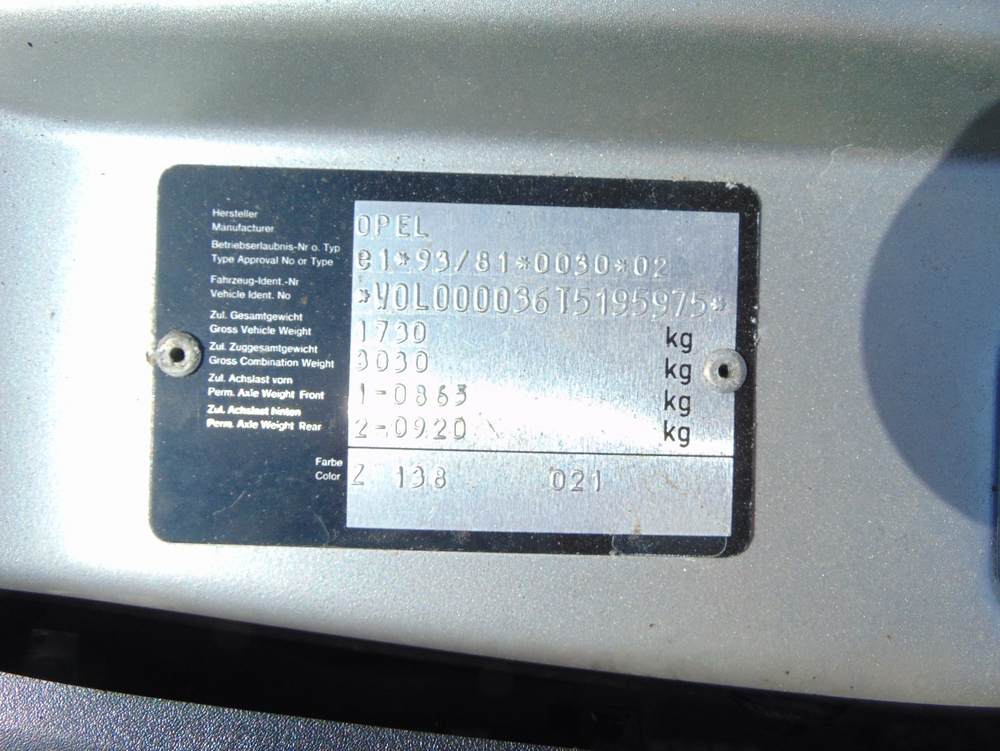 Hersteller
Manufacturer
OPEL
Betriebserlaubnis-Nr o. Typ
Type Approval No or Type
e1*93/81*0030*02
Fahrzeug-Ident.-Nr
Vehicle Ident. No
*W0L000036T5195975*
Zul. Gesamtgewicht
Gross Vehicle Weight
1730 kg
Zul. Zuggesamtgewicht
Gross Combination Weight
3030 kg
Zul. Achslast vorn
Perm. Axle Weight Front
1-0863 kg
Zul. Achslast hinten
Perm. Axle Weight Rear
2-0920 kg
Farbe
Color
Z 138 021